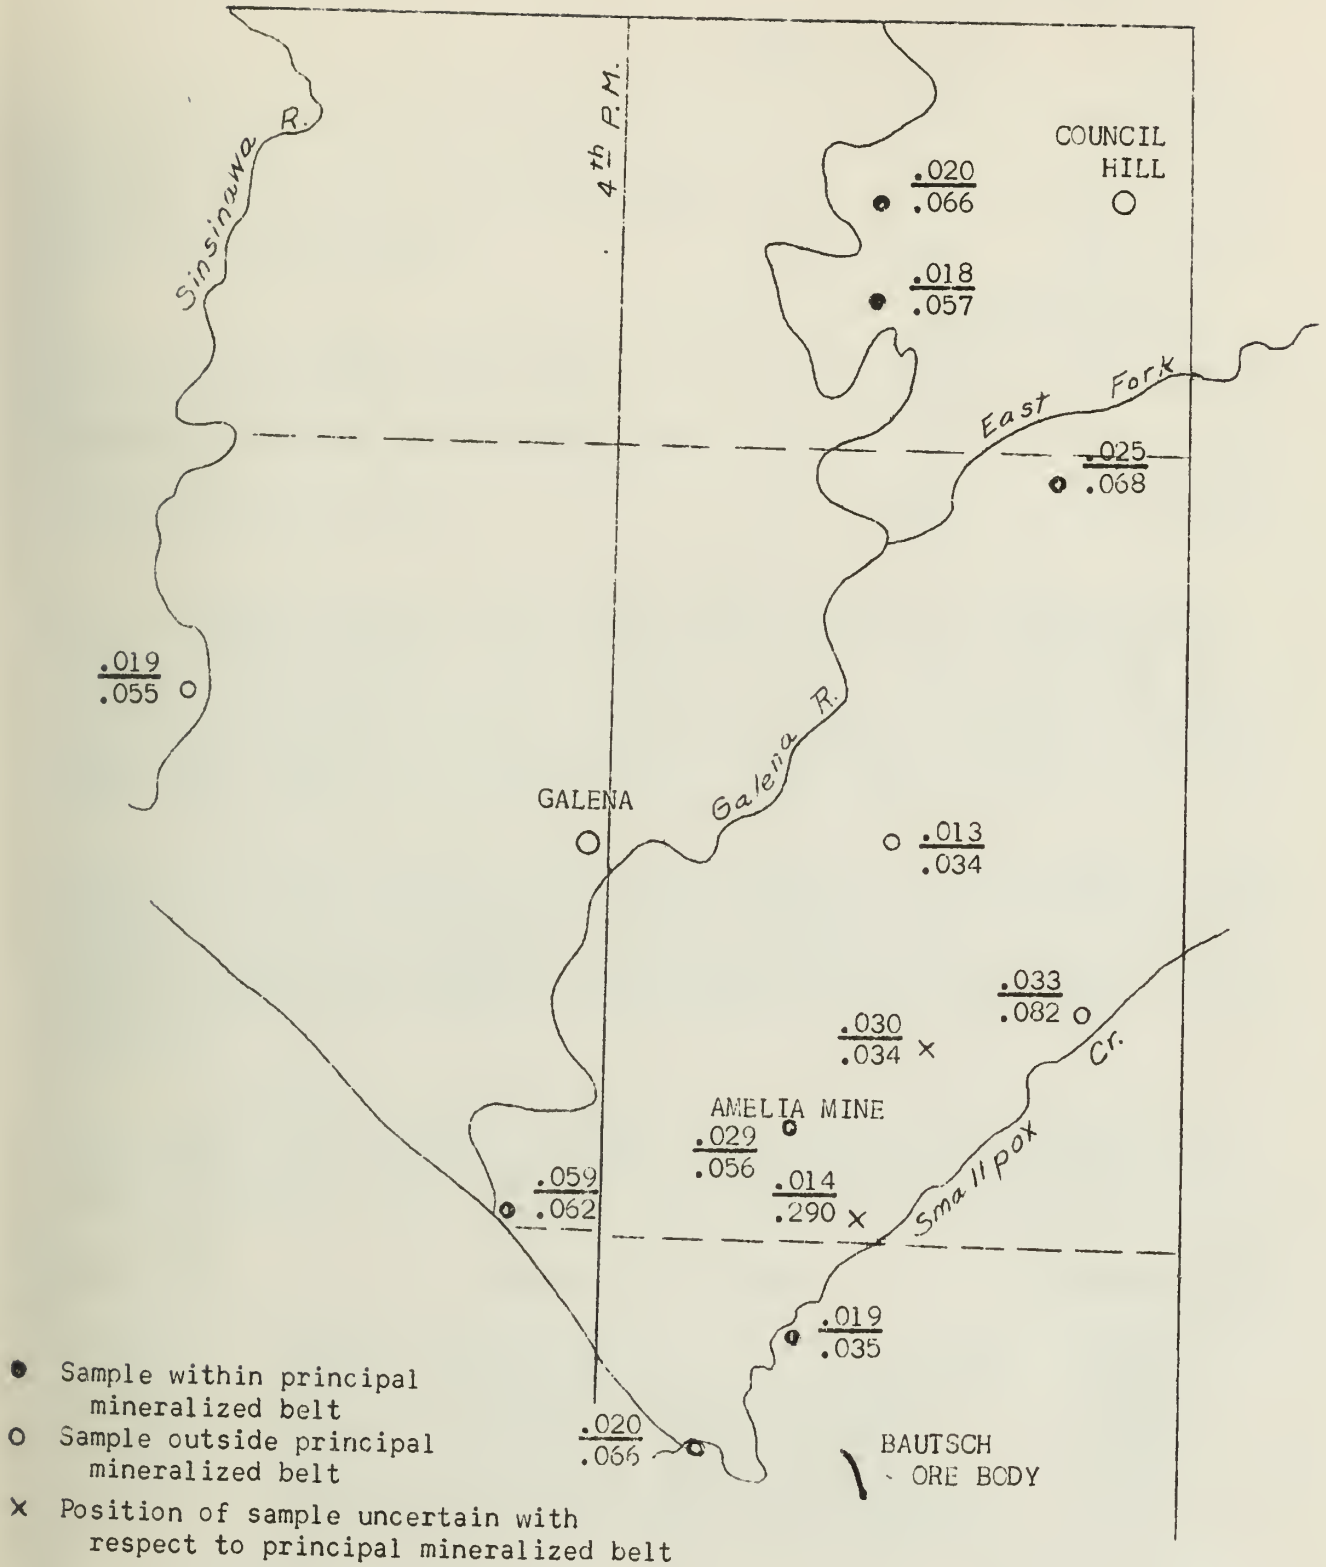 Sinsinawa R.
4th P.M.
COUNCIL
HILL
.020
.066
.018
.057
East Fork
.025
.068
.019
.055
Galena R.
GALENA
.013
.034
.033
.082
.030
.034
Smallpox Cr.
AMELIA MINE
.029
.056
.014
.290
.059
.062
.019
.035
.020
.066
BAUTSCH
ORE BODY
● Sample within principal
mineralized belt
○ Sample outside principal
mineralized belt
× Position of sample uncertain with
respect to principal mineralized belt